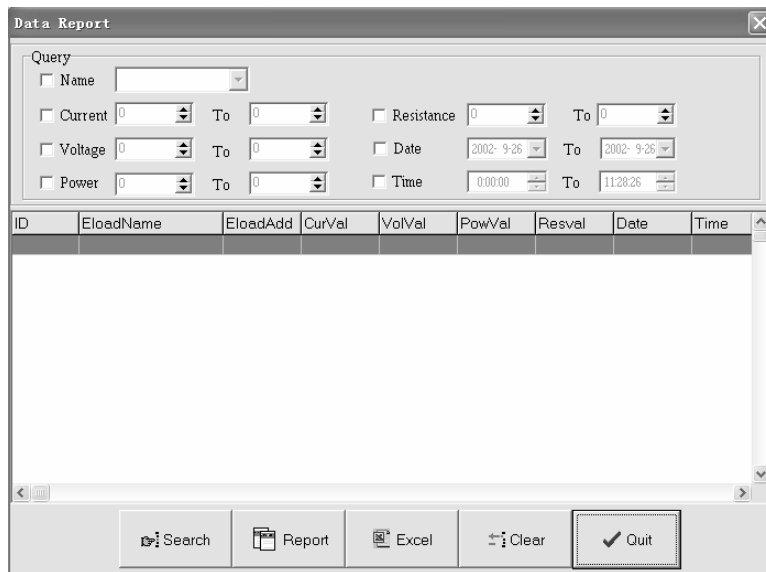 Data Report
Query
Name
Current 0 To 0 Resistance 0 To 0
Voltage 0 To 0 Date 2002- 9-26 To 2002- 9-26
Power 0 To 0 Time 0:00:00 To 11:28:26
ID EloadName EloadAdd CurVal VolVal PowVal Resval Date Time
Search Report Excel Clear Quit